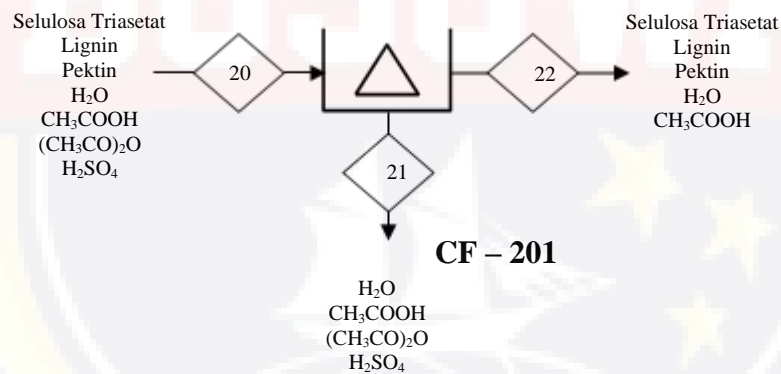 Selulosa Triasetat
Lignin
Pektin
H₂O
CH₃COOH
(CH₃CO)₂O
H₂SO₄
20
22
Selulosa Triasetat
Lignin
Pektin
H₂O
CH₃COOH
21
CF – 201
H₂O
CH₃COOH
(CH₃CO)₂O
H₂SO₄